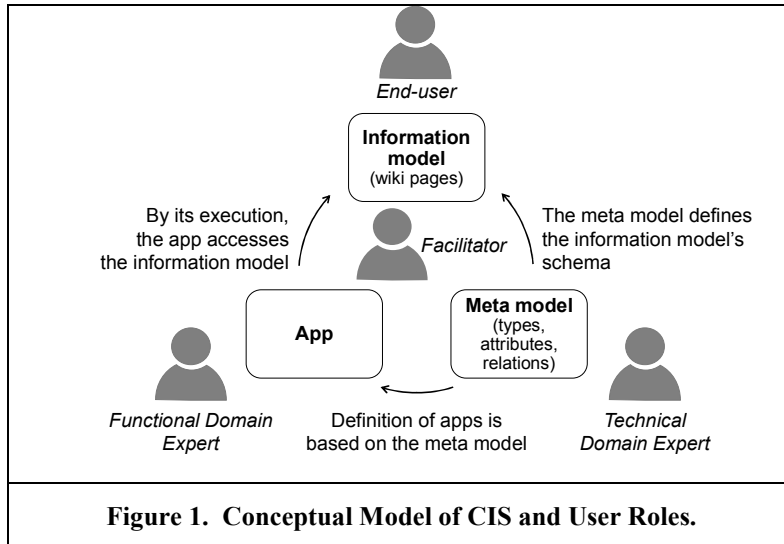 End-user
Information
model
(wiki pages)
By its execution,
the app accesses
the information model
The meta model defines
the information model's
schema
Facilitator
App
Meta model
(types,
attributes,
relations)
Functional Domain
Expert
Definition of apps is
based on the meta model
Technical
Domain Expert
Figure 1. Conceptual Model of CIS and User Roles.